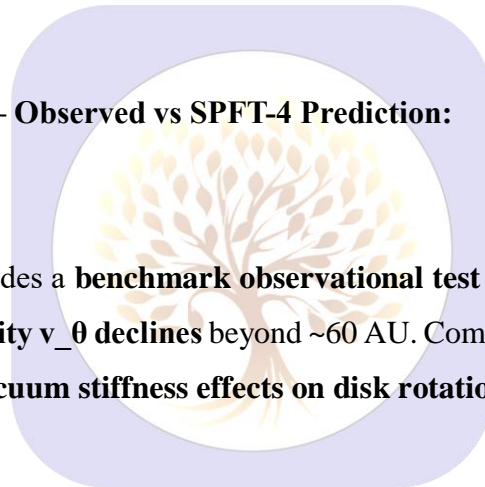 – Observed vs SPFT-4 Prediction:
des a benchmark observational test
ity v_θ declines beyond ~60 AU. Com
cuum stiffness effects on disk rotatio